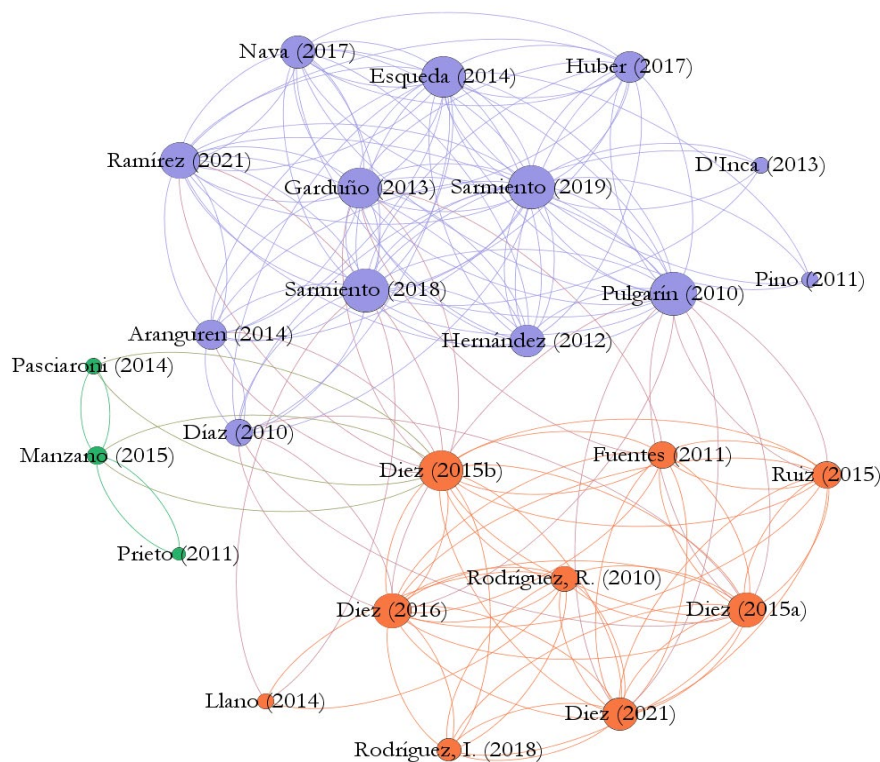 Nava (2017)
Esqueda (2014)
Huber (2017)
Ramírez (2021)
Garduño (2013)
Sarmiento (2019)
D'Inca (2013)
Sarmiento (2018)
Pulgarín (2010)
Pino (2011)
Aranguren (2014)
Hernández (2012)
Pasciaroni (2014)
Díaz (2010)
Manzano (2015)
Diez (2015b)
Fuentes (2011)
Ruiz (2015)
Prieto (2011)
Rodríguez, R. (2010)
Diez (2016)
Diez (2015a)
Llano (2014)
Diez (2021)
Rodríguez, I. (2018)